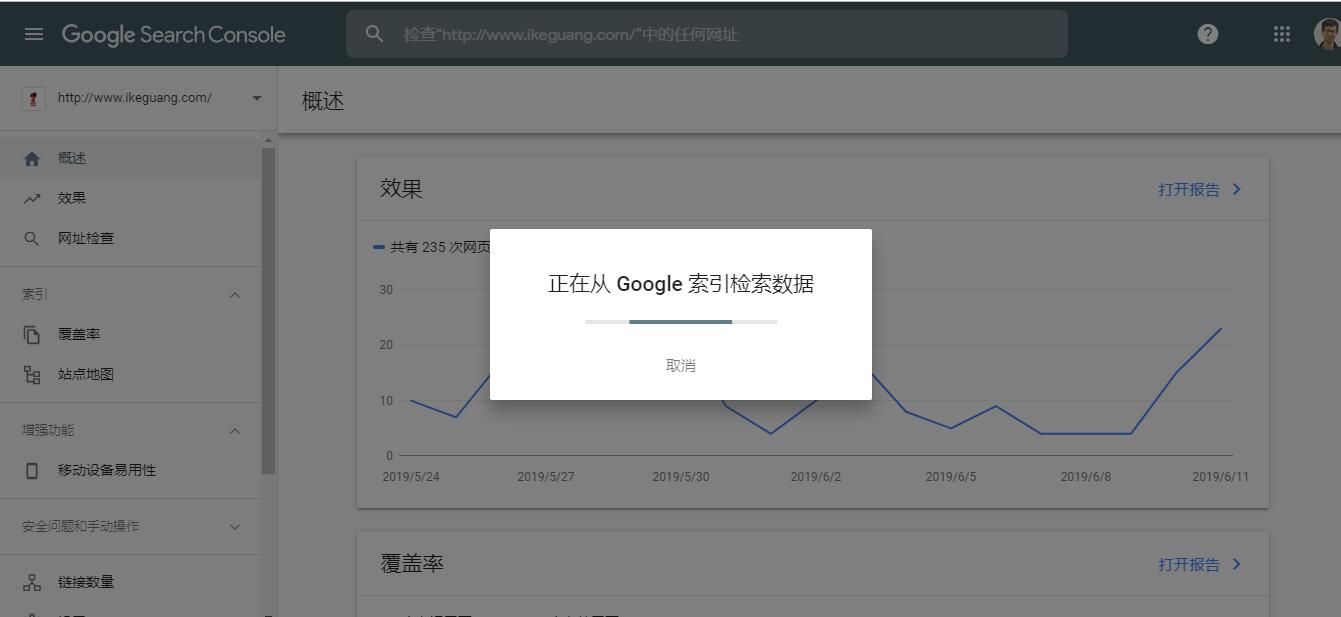 Google Search Console
检查“http://www.ikeguang.com/”中的任何网址
http://www.ikeguang.com/
概述
概述
效果
网址检查
索引
覆盖率
站点地图
增强功能
移动设备易用性
安全问题和手动操作
链接数量
效果
打开报告
共有 235 次网页
30
20
10
0
2019/5/24
2019/5/27
2019/5/30
2019/6/2
2019/6/5
2019/6/8
2019/6/11
正在从 Google 索引检索数据
取消
覆盖率
打开报告